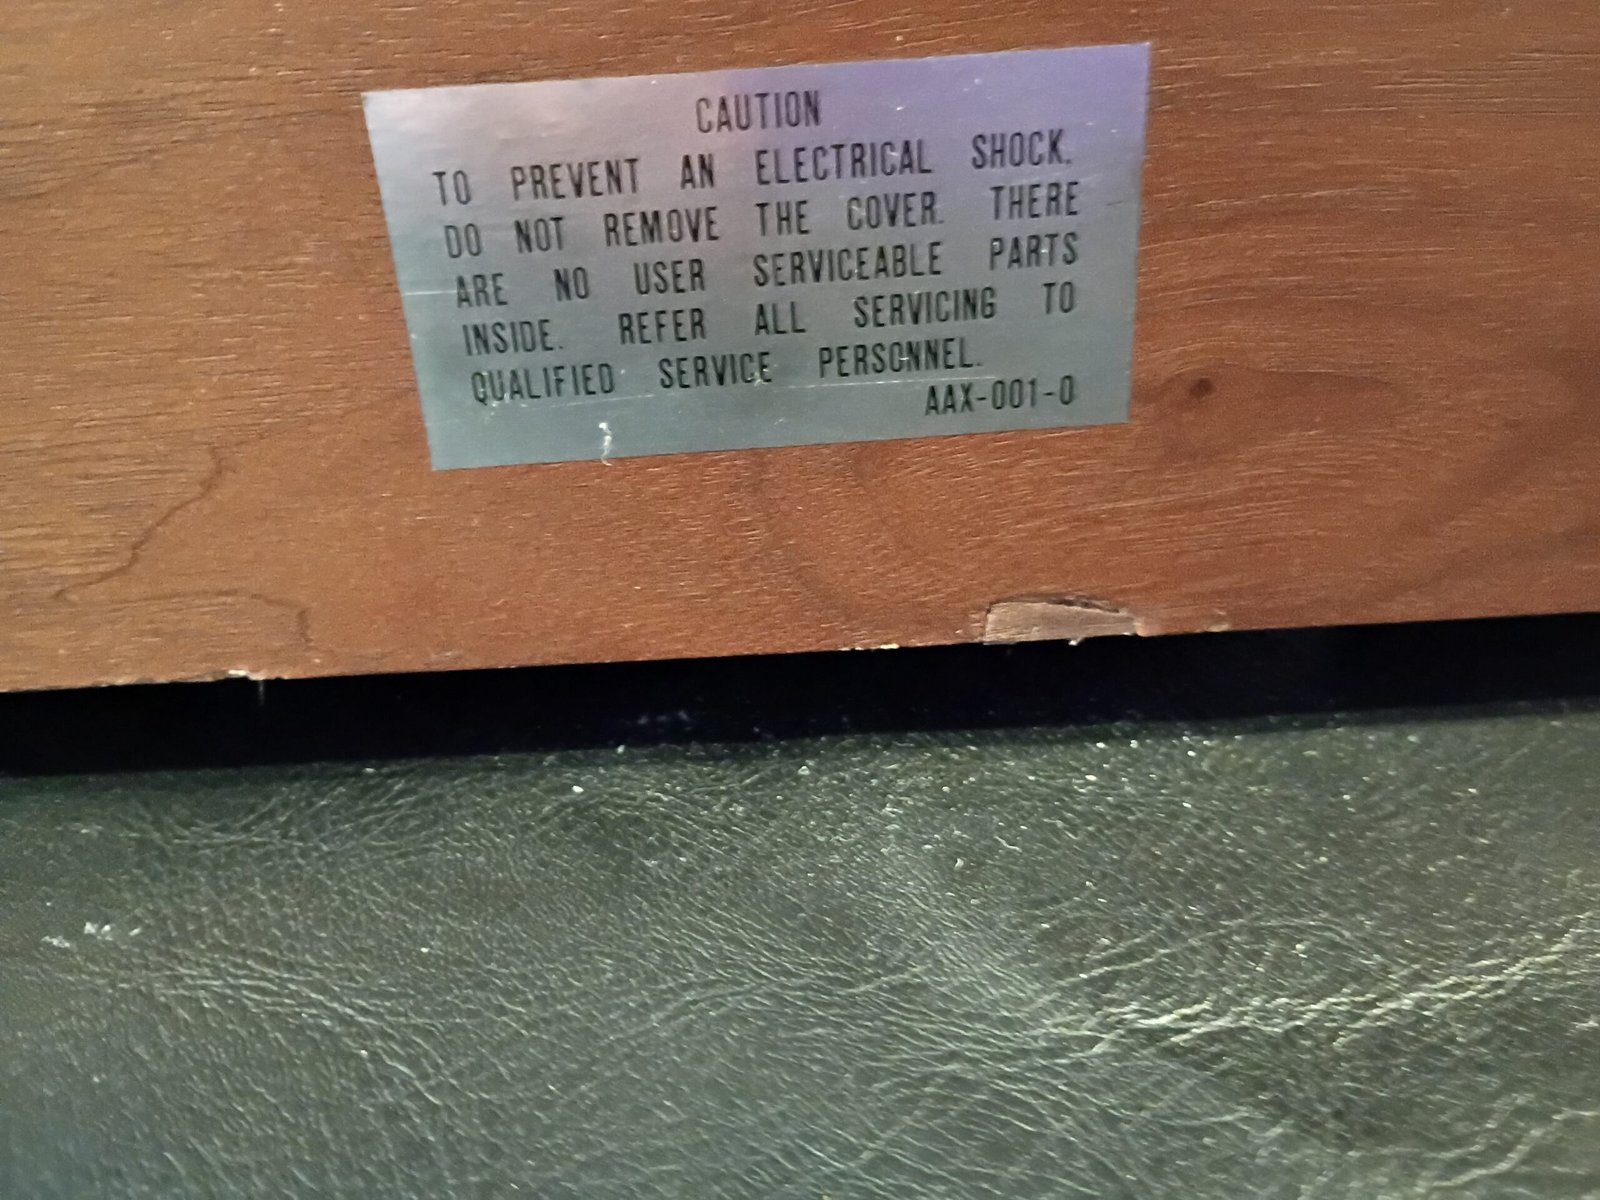 CAUTION
TO PREVENT AN ELECTRICAL SHOCK.
DO NOT REMOVE THE COVER. THERE
ARE NO USER SERVICEABLE PARTS
INSIDE. REFER ALL SERVICING TO
QUALIFIED SERVICE PERSONNEL.
AAX-001-0